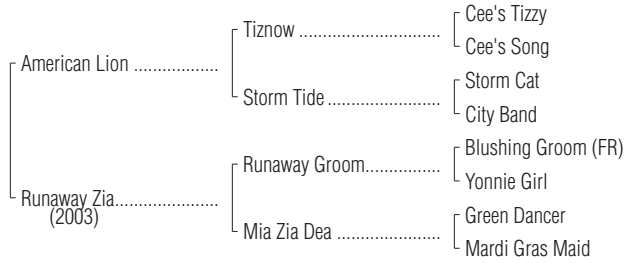 Cee's Tizzy
Tiznow ..........................
Cee's Song
American Lion ..................
Storm Cat
Storm Tide ......................
City Band
Blushing Groom (FR)
Runaway Groom.................
Yonnie Girl
Runaway Zia......................
(2003)
Green Dancer
Mia Zia Dea .....................
Mardi Gras Maid